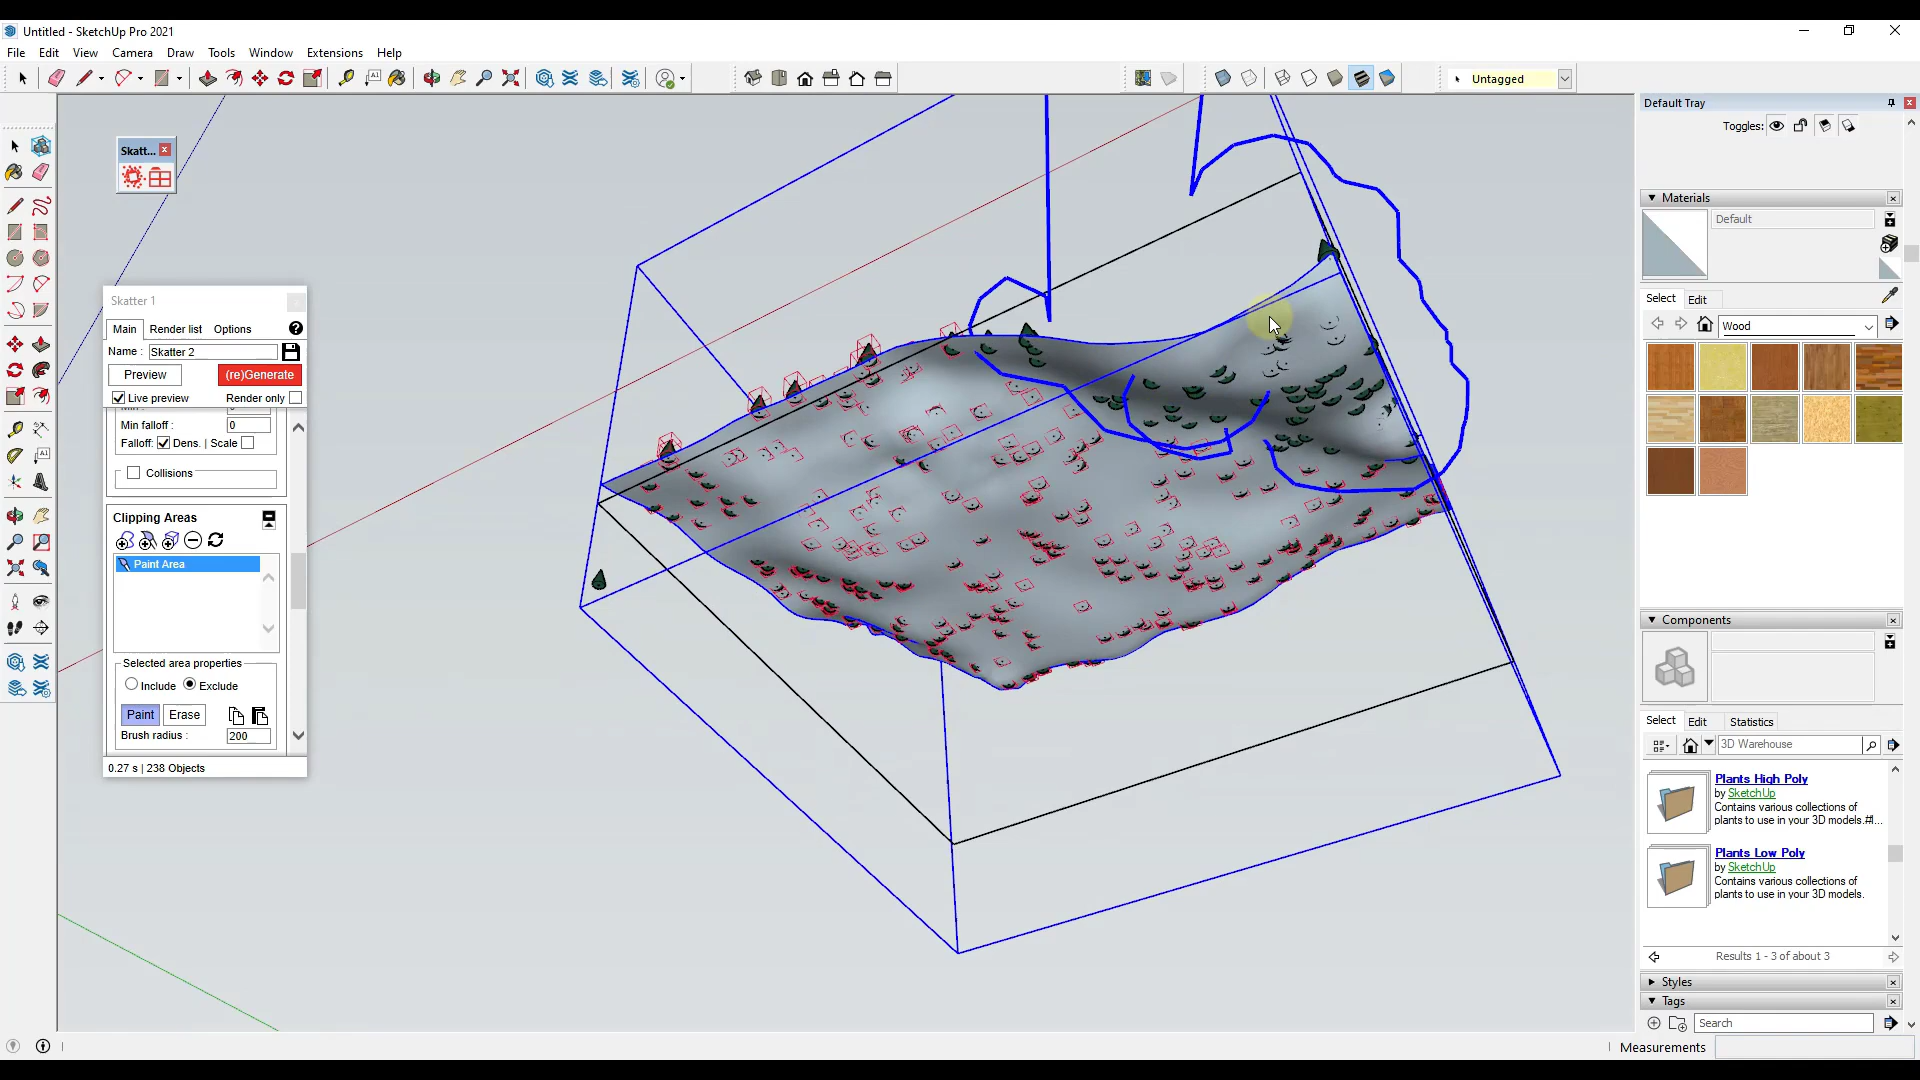 Untitled - SketchUp Pro 2021
File Edit View Camera Draw Tools Window Extensions Help
Untagged
Default Tray
Toggles:
Skatt...
Materials
Default
Select Edit
Wood
Skatter 1
Main Render list Options
Name : Skatter 2
Preview (re)Generate
Live preview Render only
Min falloff : 0
Falloff: Dens. | Scale
Collisions
Clipping Areas
Paint Area
Selected area properties
Include Exclude
Paint Erase
Brush radius : 200
0.27 s | 238 Objects
Components
Select Edit Statistics
3D Warehouse
Plants High Poly
by SketchUp
Contains various collections of
plants to use in your 3D models.#l...
Plants Low Poly
by SketchUp
Contains various collections of
plants to use in your 3D models.
Results 1 - 3 of about 3
Styles
Tags
Search
Measurements